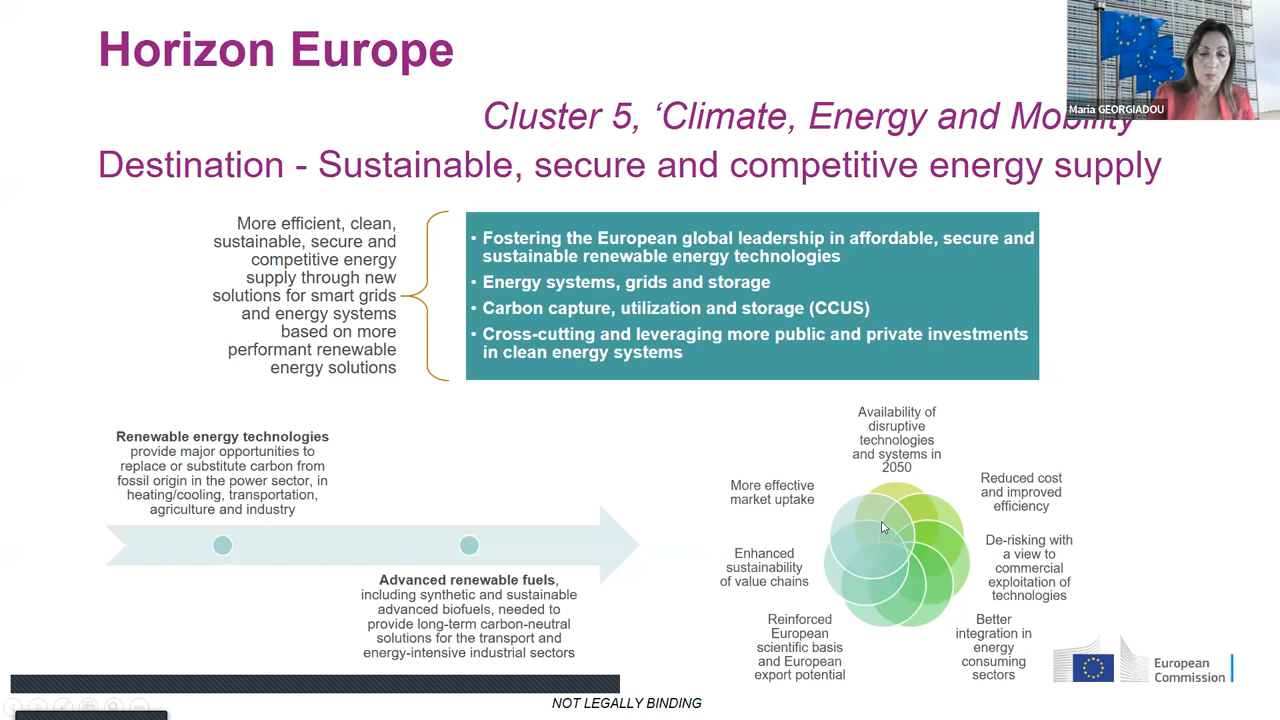 Horizon Europe
Maria GEORGIADOU
Cluster 5, ‘Climate, Energy and Mobility
Destination - Sustainable, secure and competitive energy supply
More efficient, clean,
sustainable, secure and
competitive energy
supply through new
solutions for smart grids
and energy systems
based on more
performant renewable
energy solutions
• Fostering the European global leadership in affordable, secure and
sustainable renewable energy technologies
• Energy systems, grids and storage
• Carbon capture, utilization and storage (CCUS)
• Cross-cutting and leveraging more public and private investments
in clean energy systems
Renewable energy technologies
provide major opportunities to
replace or substitute carbon from
fossil origin in the power sector, in
heating/cooling, transportation,
agriculture and industry
Advanced renewable fuels,
including synthetic and sustainable
advanced biofuels, needed to
provide long-term carbon-neutral
solutions for the transport and
energy-intensive industrial sectors
Availability of
disruptive
technologies
and systems in
2050
Reduced cost
and improved
efficiency
De-risking with
a view to
commercial
exploitation of
technologies
Better
integration in
energy
consuming
sectors
Reinforced
European
scientific basis
and European
export potential
Enhanced
sustainability
of value chains
More effective
market uptake
European
Commission
NOT LEGALLY BINDING